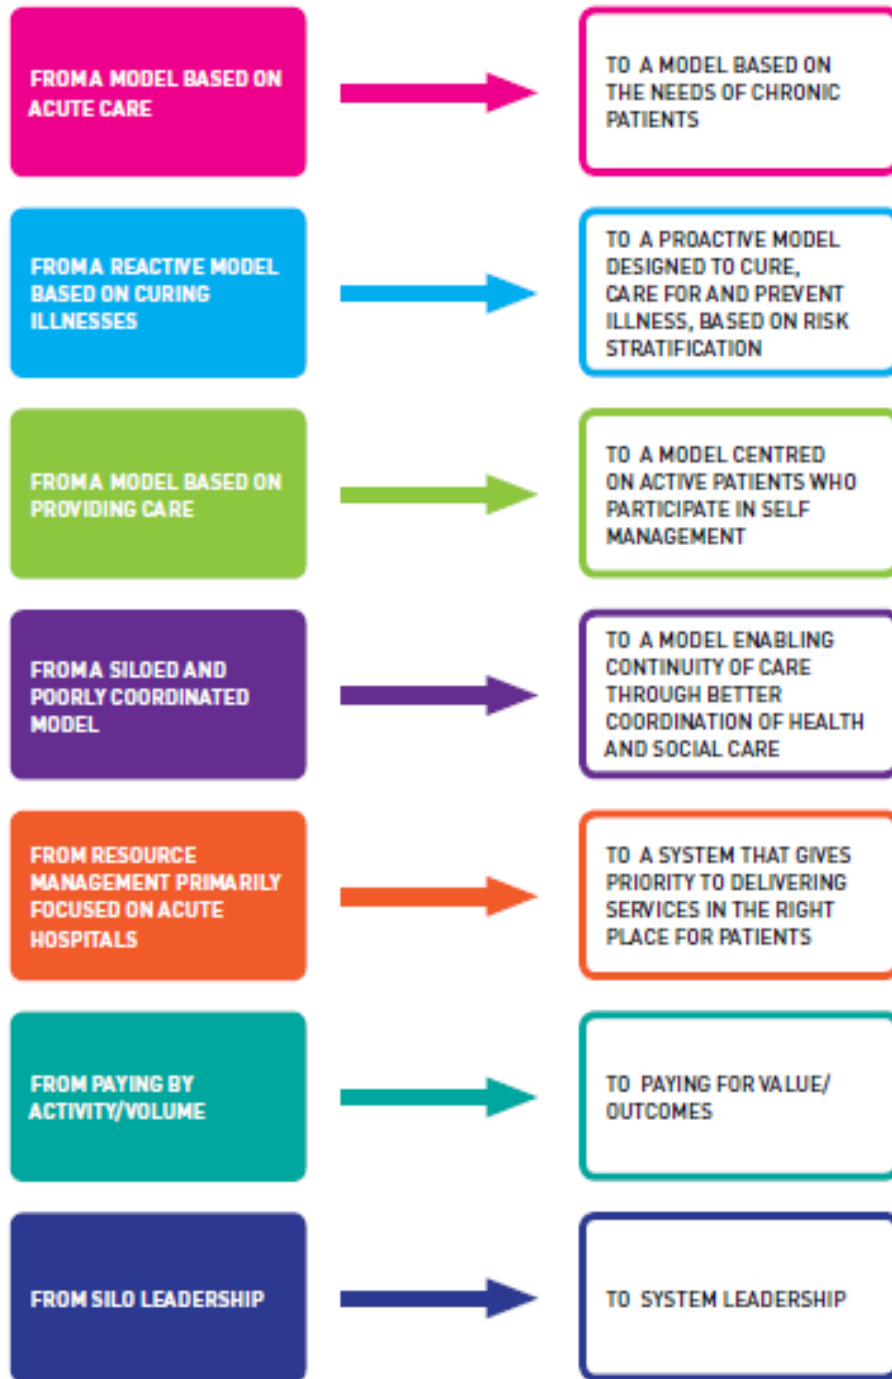 FROM A MODEL BASED ON
ACUTE CARE
TO A MODEL BASED ON
THE NEEDS OF CHRONIC
PATIENTS
FROM A REACTIVE MODEL
BASED ON CURING
ILLNESSES
TO A PROACTIVE MODEL
DESIGNED TO CURE,
CARE FOR AND PREVENT
ILLNESS, BASED ON RISK
STRATIFICATION
FROM A MODEL BASED ON
PROVIDING CARE
TO A MODEL CENTRED
ON ACTIVE PATIENTS WHO
PARTICIPATE IN SELF
MANAGEMENT
FROM A SILOED AND
POORLY COORDINATED
MODEL
TO A MODEL ENABLING
CONTINUITY OF CARE
THROUGH BETTER
COORDINATION OF HEALTH
AND SOCIAL CARE
FROM RESOURCE
MANAGEMENT PRIMARILY
FOCUSED ON ACUTE
HOSPITALS
TO A SYSTEM THAT GIVES
PRIORITY TO DELIVERING
SERVICES IN THE RIGHT
PLACE FOR PATIENTS
FROM PAYING BY
ACTIVITY/VOLUME
TO PAYING FOR VALUE/
OUTCOMES
FROM SILO LEADERSHIP
TO SYSTEM LEADERSHIP